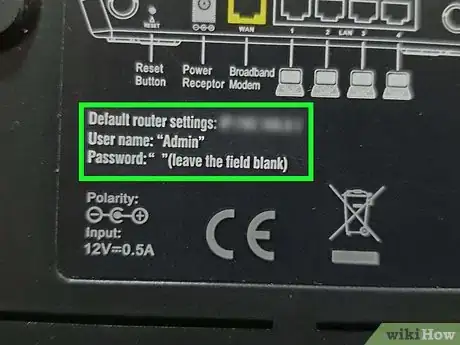 WAN
1 2 LAN 3 4
RESET
Reset
Button
Power
Receptor
Broadband
Modem
Default router settings:
User name: “Admin”
Password:“ ”(leave the field blank)
Polarity:
Input:
12V=0.5A
CE
wikiHow